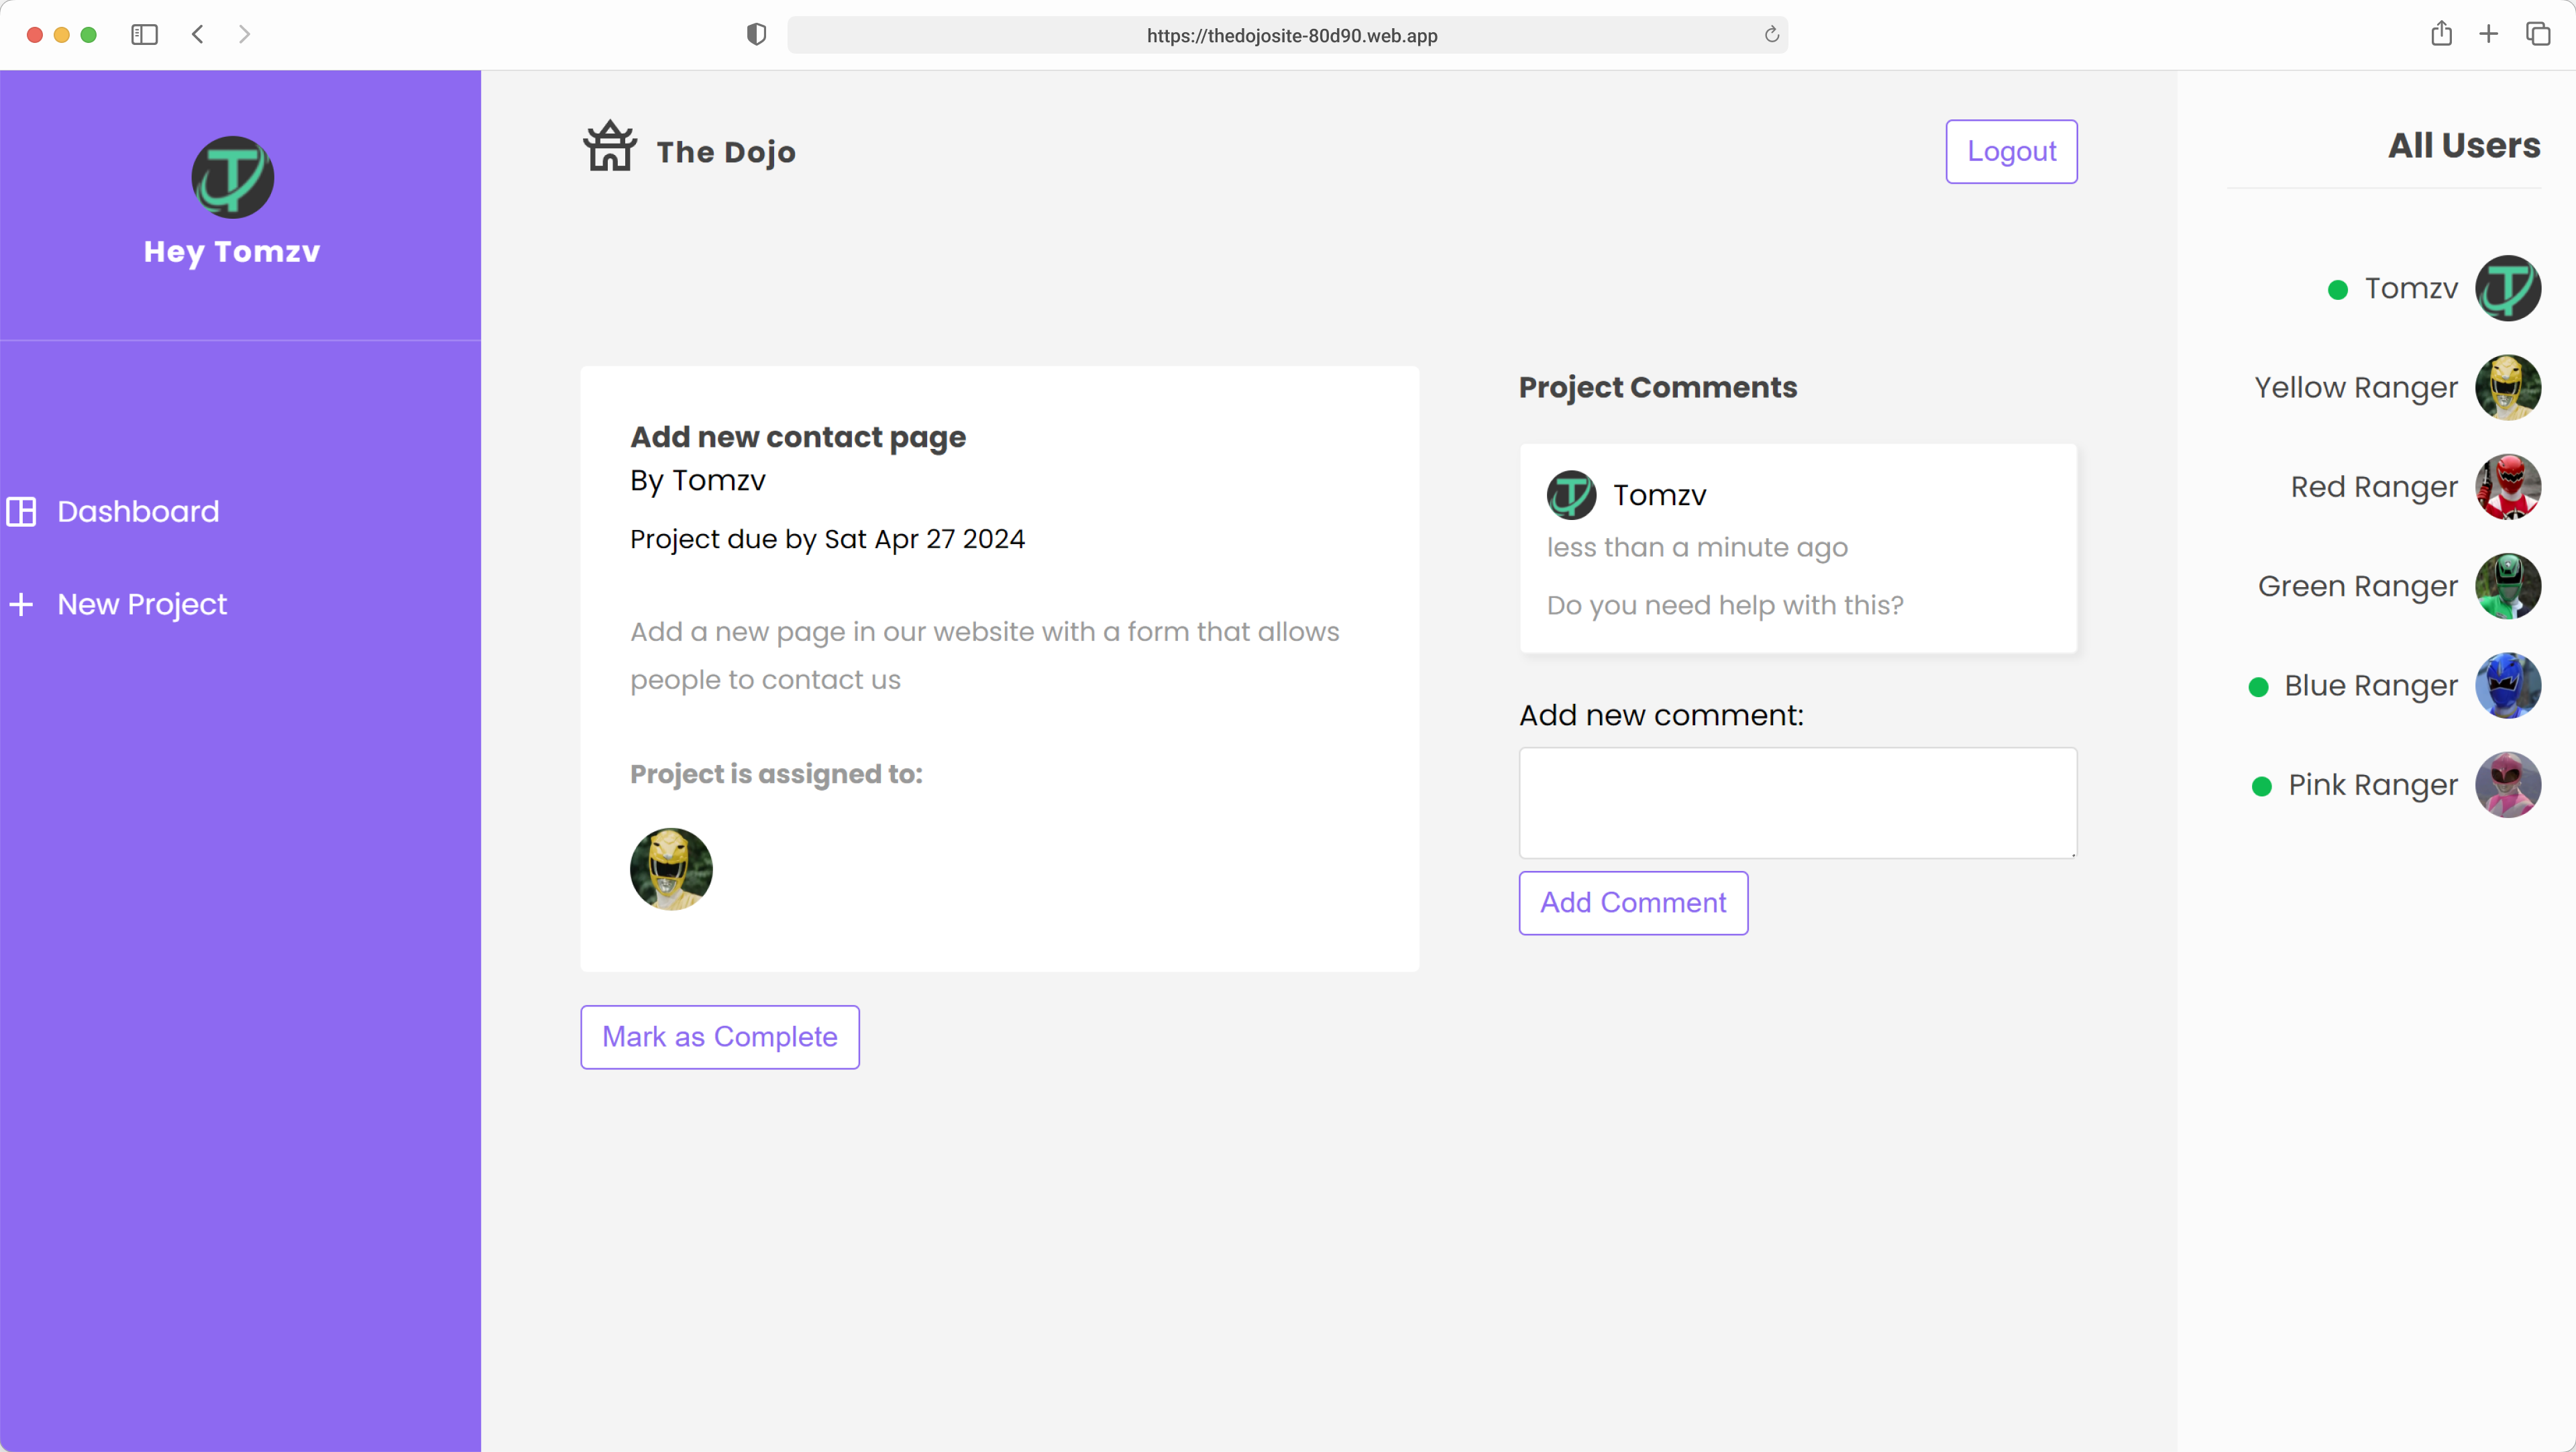 https://thedojosite-80d90.web.app
Hey Tomzv
Dashboard
New Project
The Dojo
Logout
Add new contact page
By Tomzv
Project due by Sat Apr 27 2024
Add a new page in our website with a form that allows
people to contact us
Project is assigned to:
Mark as Complete
Project Comments
Tomzv
less than a minute ago
Do you need help with this?
Add new comment:
Add Comment
All Users
Tomzv
Yellow Ranger
Red Ranger
Green Ranger
Blue Ranger
Pink Ranger